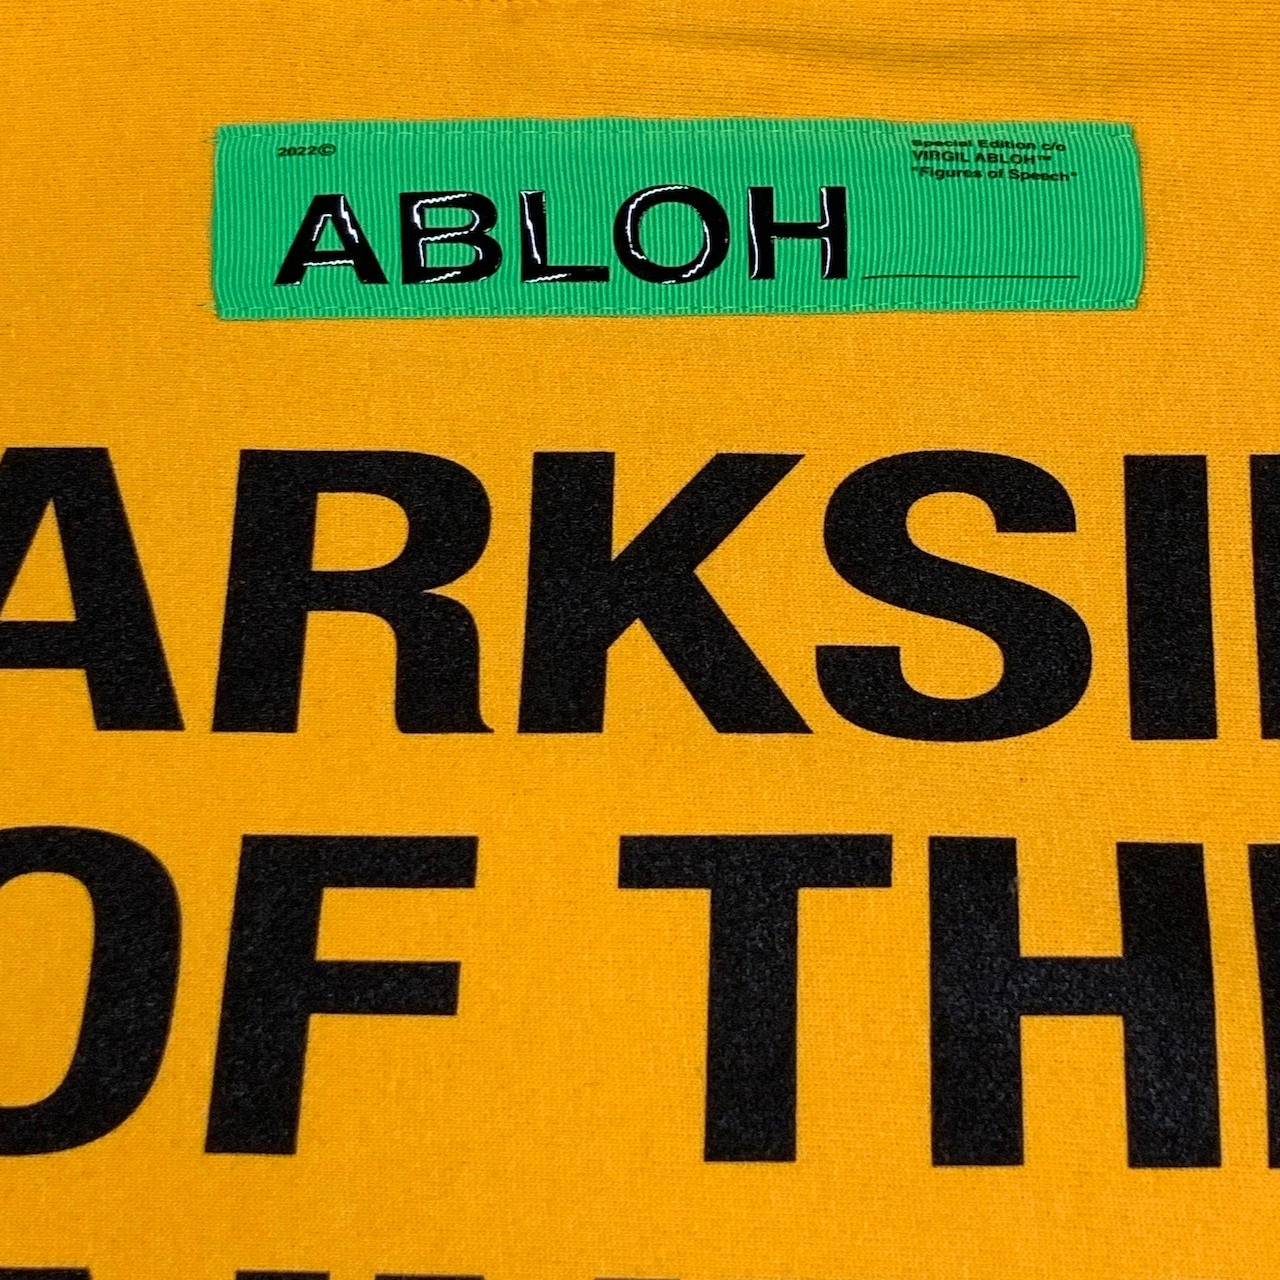 2022©
Special Edition c/o
VIRGIL ABLOH™
"Figures of Speech"
ABLOH
ARKSI
OF TH